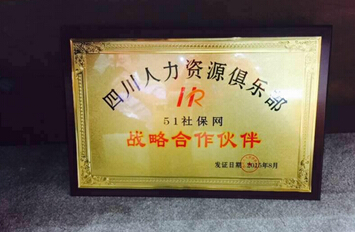 四川人力资源俱乐部
HR
51社保网
战略合作伙伴
发证日期 2015年8月